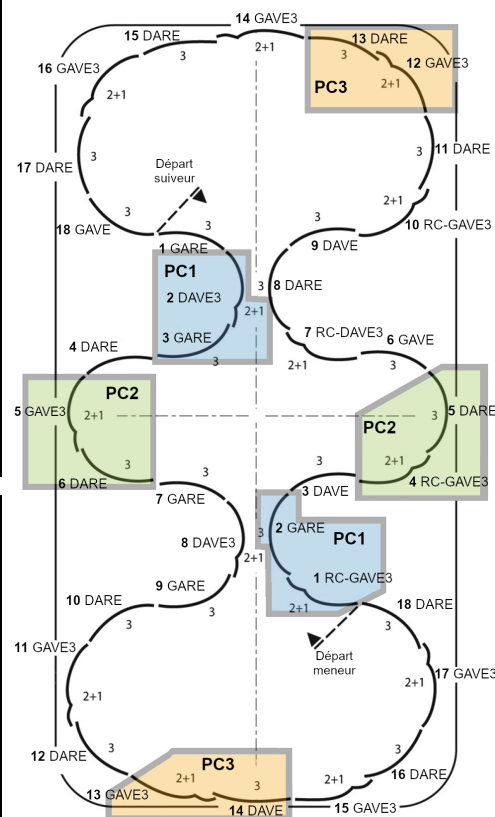 14 GAVE3
15 DARE
2+1
13 DARE
3
3
16 GAVE3
12 GAVE3
PC3
2+1
2+1
17 DARE
3
Départ
suiveur
3
11 DARE
2+1
18 GAVE
3
3
3
10 RC-GAVE3
1 GARE
9 DAVE
PC1
2 DAVE3
3
8 DARE
2+1
3 GARE
7 RC-DAVE3
6 GAVE
4 DARE
3
2+1
3
PC2
5 GAVE3
2+1
PC2
3
5 DARE
3
3
3
2+1
6 DARE
4 RC-GAVE3
7 GARE
3 DAVE
8 DAVE3
3
2 GARE
PC1
2+1
9 GARE
1 RC-GAVE3
10 DARE
3
3
2+1
18 DARE
3
11 GAVE3
Départ
meneur
2+1
2+1
17 GAVE3
12 DARE
3
3
PC3
16 DARE
13 GAVE3
2+1
3
2+1
14 DAVE
15 GAVE3